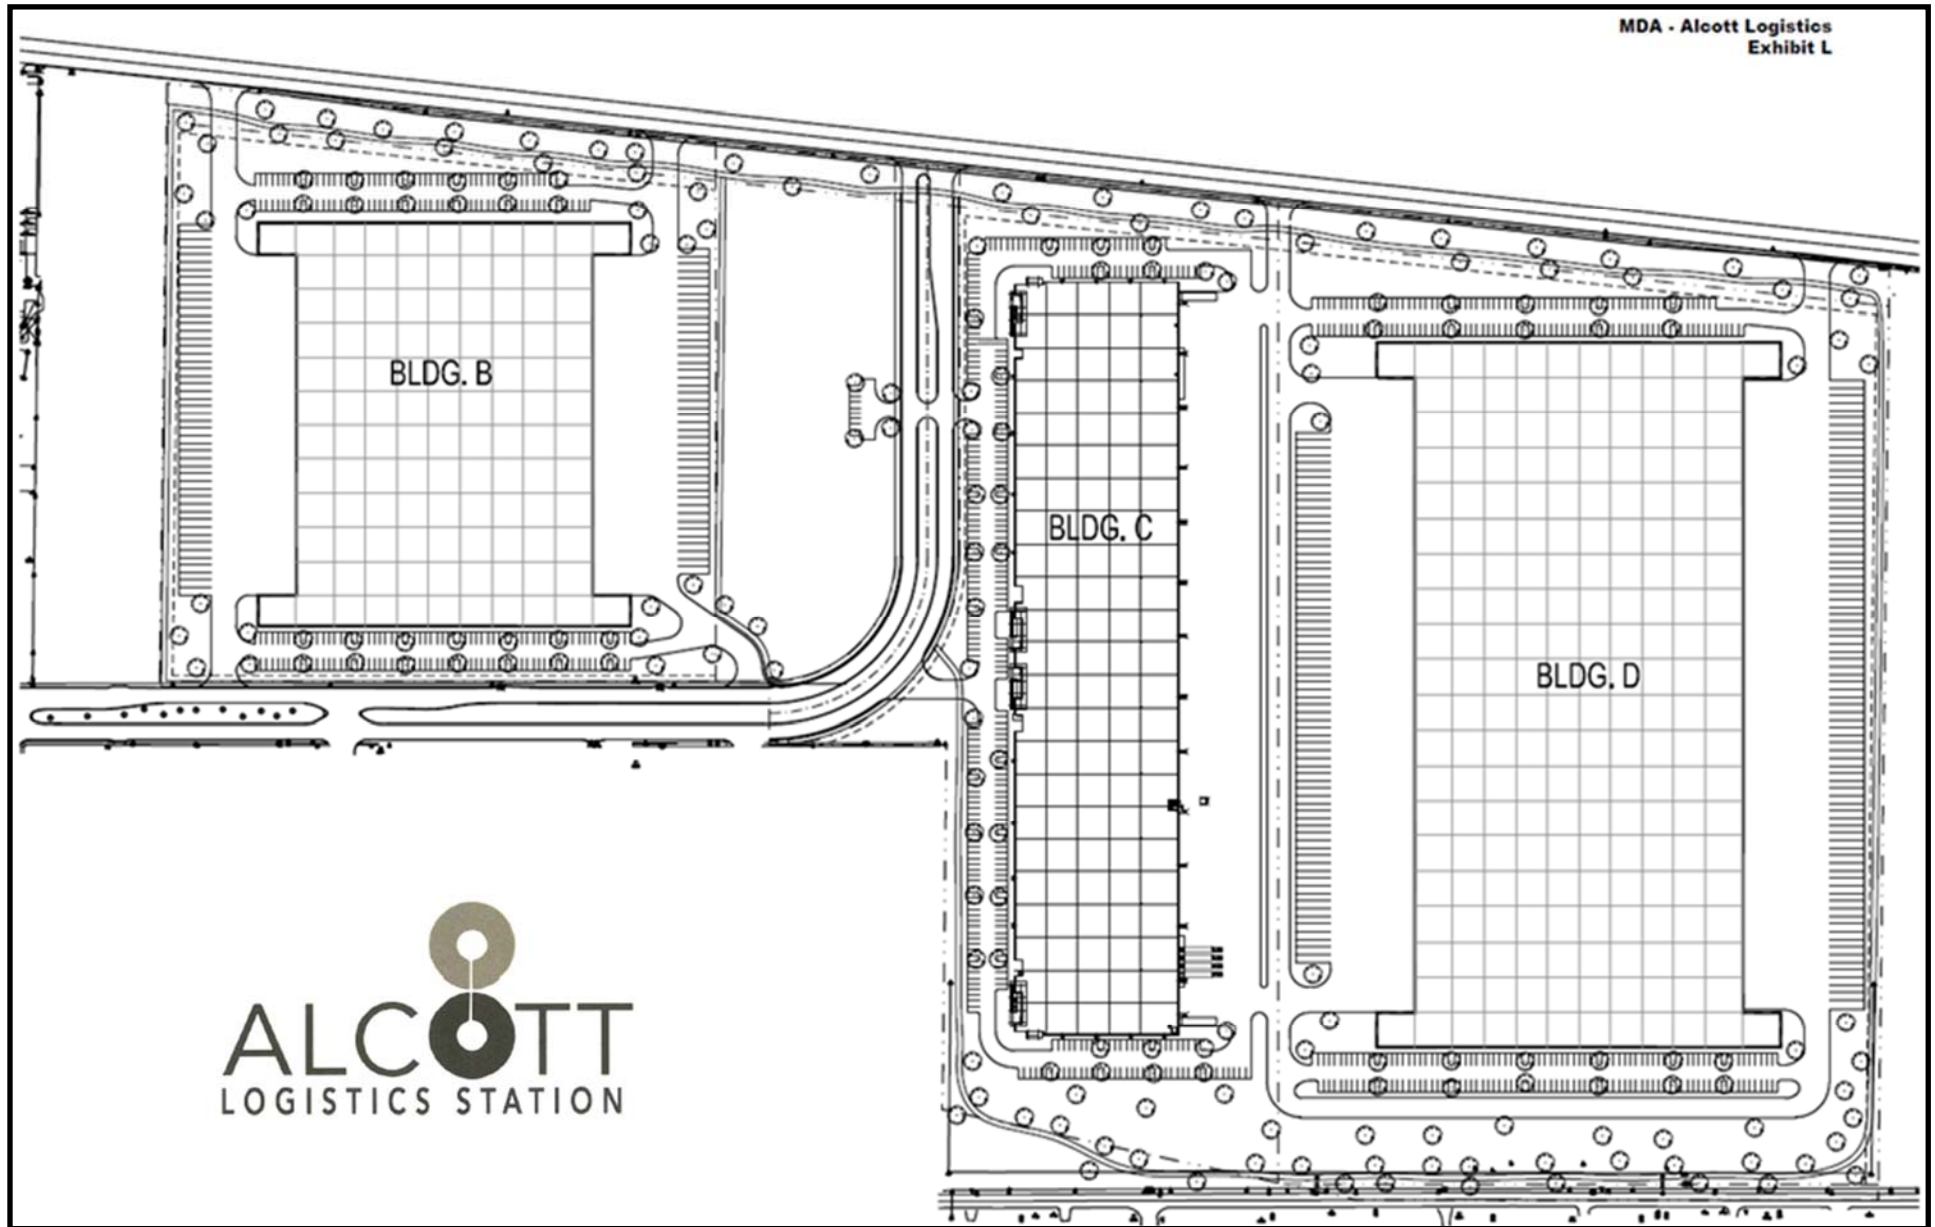 MDA - Alcott Logistics
Exhibit L
BLDG. B
BLDG. C
BLDG. D
ALCOTT
LOGISTICS STATION